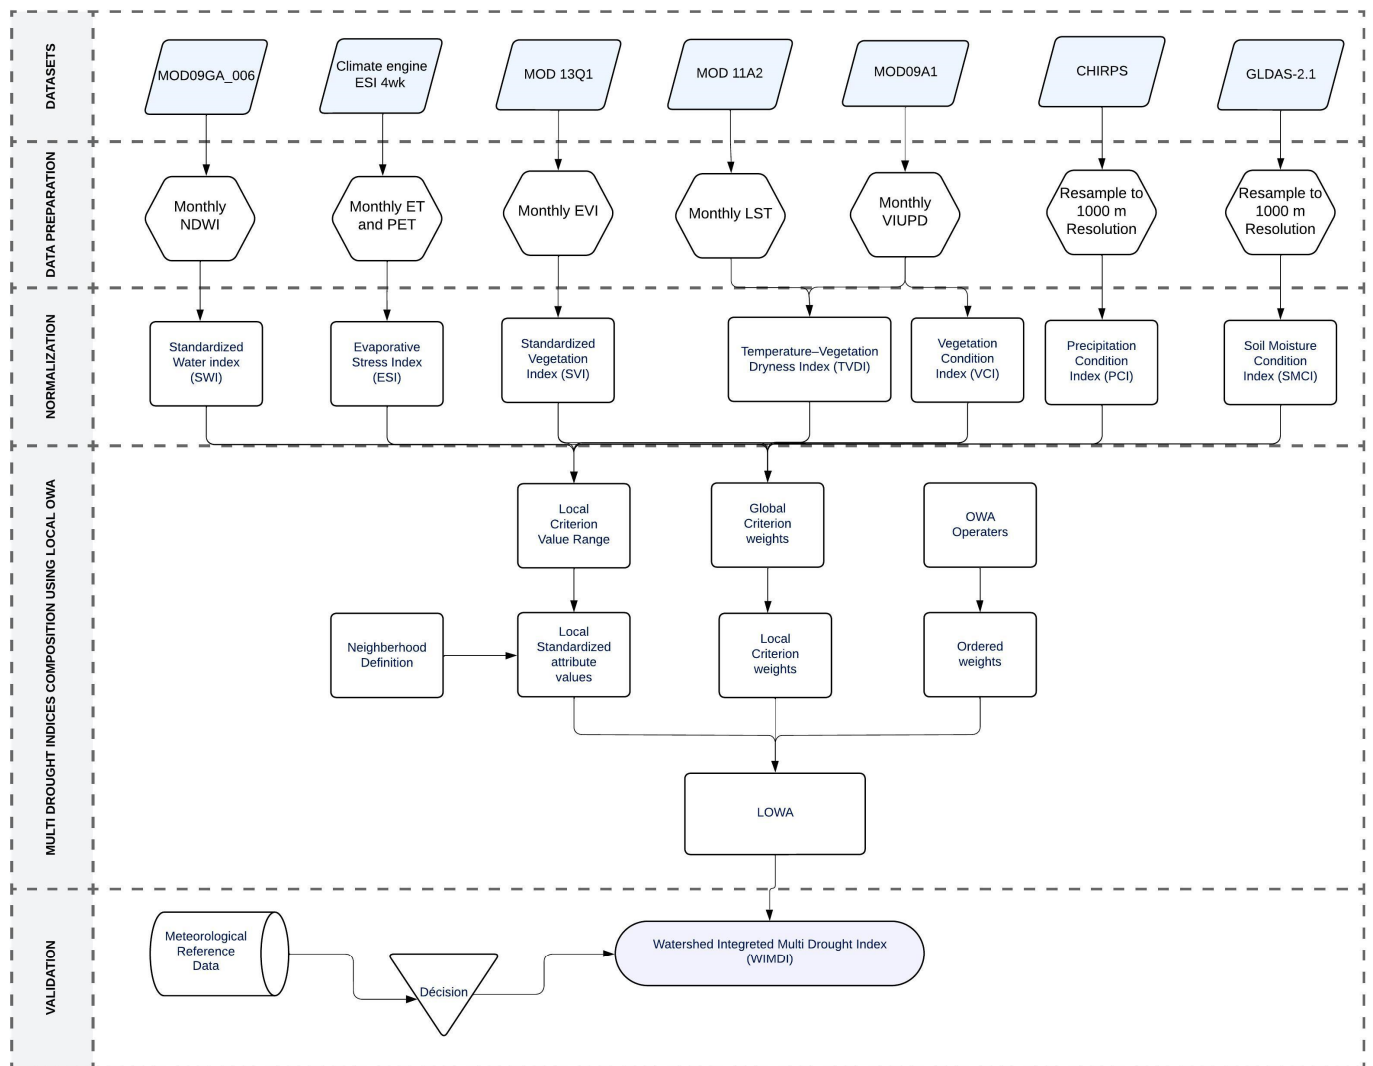 DATASETS
MOD09GA_006
Climate engine
ESI 4wk
MOD 13Q1
MOD 11A2
MOD09A1
CHIRPS
GLDAS-2.1
DATA PREPARATION
Monthly
NDWI
Monthly ET
and PET
Monthly EVI
Monthly LST
Monthly
VIUPD
Resample to
1000 m
Resolution
Resample to
1000 m
Resolution
NORMALIZATION
Standardized
Water index
(SWI)
Evaporative
Stress Index
(ESI)
Standardized
Vegetation
Index (SVI)
Temperature–Vegetation
Dryness Index (TVDI)
Vegetation
Condition
Index (VCI)
Precipitation
Condition
Index (PCI)
Soil Moisture
Condition
Index (SMCI)
MULTI DROUGHT INDICES COMPOSITION USING LOCAL OWA
Local
Criterion
Value Range
Global
Criterion
weights
OWA
Operaters
Neighberhood
Definition
Local
Standardized
attribute
values
Local
Criterion
weights
Ordered
weights
LOWA
VALIDATION
Meteorological
Reference
Data
Décision
Watershed Integreted Multi Drought Index
(WIMDI)